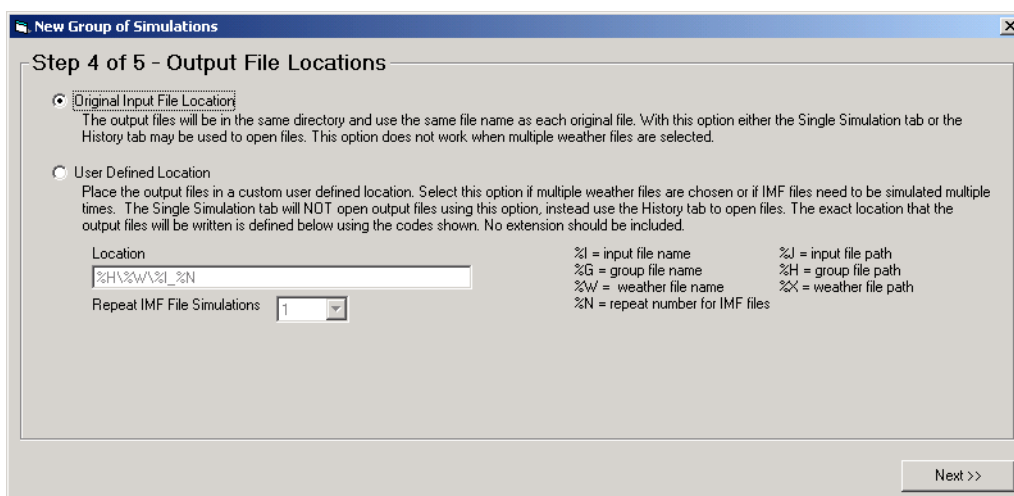 New Group of Simulations
Step 4 of 5 - Output File Locations
Original Input File Location
The output files will be in the same directory and use the same file name as each original file. With this option either the Single Simulation tab or the
History tab may be used to open files. This option does not work when multiple weather files are selected.
User Defined Location
Place the output files in a custom user defined location. Select this option if multiple weather files are chosen or if IMF files need to be simulated multiple
times.  The Single Simulation tab will NOT open output files using this option, instead use the History tab to open files. The exact location that the
output files will be written is defined below using the codes shown. No extension should be included.
Location
%H\%W\%I_%N
Repeat IMF File Simulations
1
%I = input file name
%G = group file name
%W =  weather file name
%N = repeat number for IMF files
%J = input file path
%H = group file path
%X = weather file path
Next >>